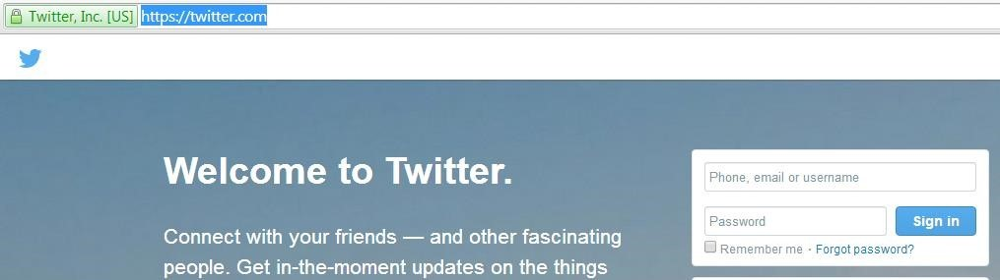 Twitter, Inc. [US] https://twitter.com
Welcome to Twitter.
Connect with your friends — and other fascinating
people. Get in-the-moment updates on the things
Phone, email or username
Password Sign in
Remember me · Forgot password?